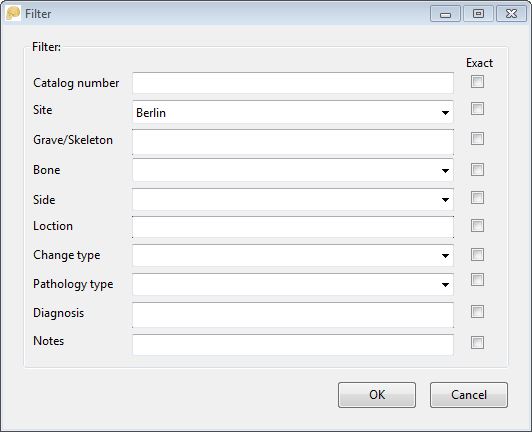 Filter
Filter:
Exact
Catalog number
Site Berlin
Grave/Skeleton
Bone
Side
Loction
Change type
Pathology type
Diagnosis
Notes
OK Cancel